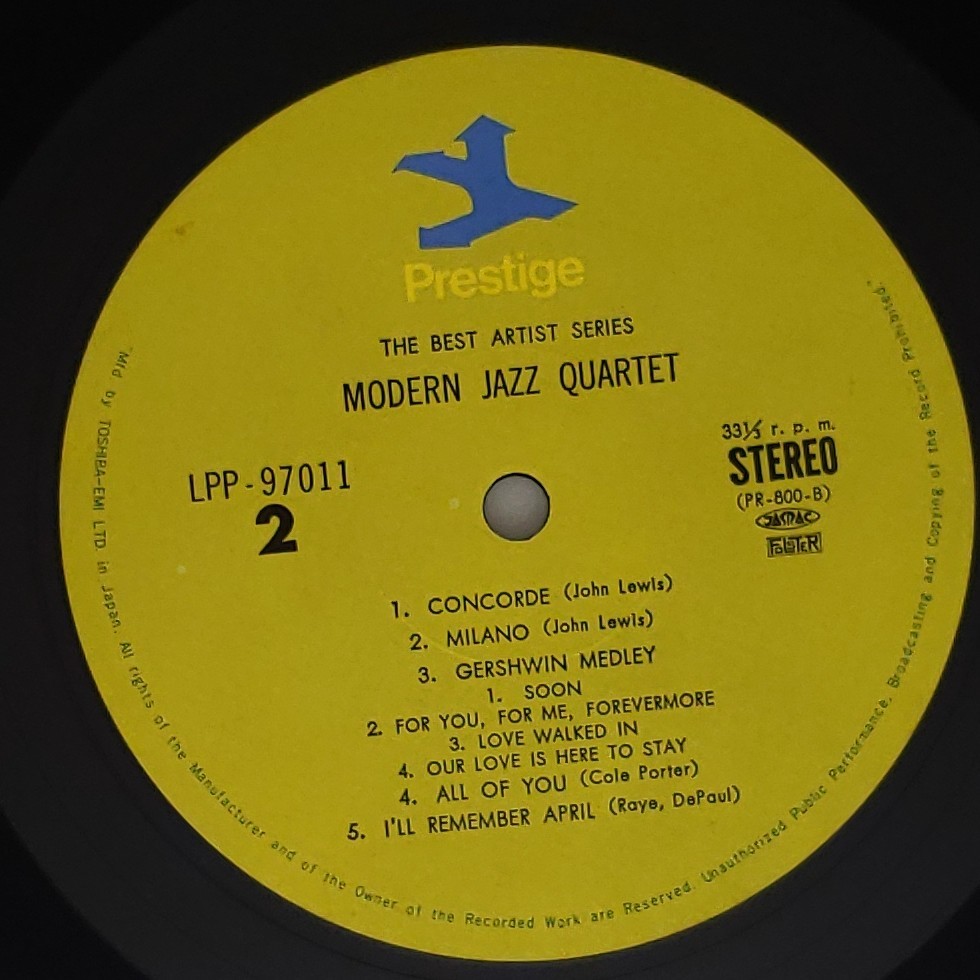 Prestige
THE BEST ARTIST SERIES
MODERN JAZZ QUARTET
LPP-97011
2
33⅓ r. p. m.
STEREO
(PR-800-B)
JASRAC
1. CONCORDE (John Lewis)
2. MILANO (John Lewis)
3. GERSHWIN MEDLEY
1. SOON
2. FOR YOU, FOR ME, FOREVERMORE
3. LOVE WALKED IN
4. OUR LOVE IS HERE TO STAY
4. ALL OF YOU (Cole Porter)
5. I'LL REMEMBER APRIL (Raye, DePaul)
"Mfd by TOSHIBA-EMI LTD. in Japan. All rights of the Manufacturer and of the Owner of the Recorded Work are Reserved. Unauthorized Public Performance, Broadcasting and Copying of the Record Prohibited."